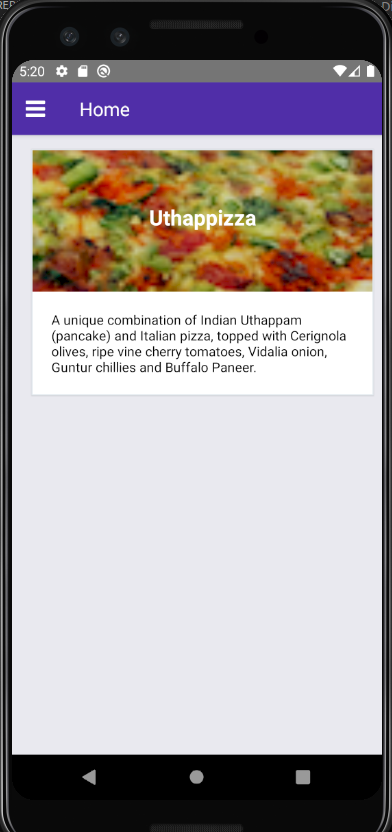 5:20
Home
Uthappizza
A unique combination of Indian Uthappam
(pancake) and Italian pizza, topped with Cerignola
olives, ripe vine cherry tomatoes, Vidalia onion,
Guntur chillies and Buffalo Paneer.